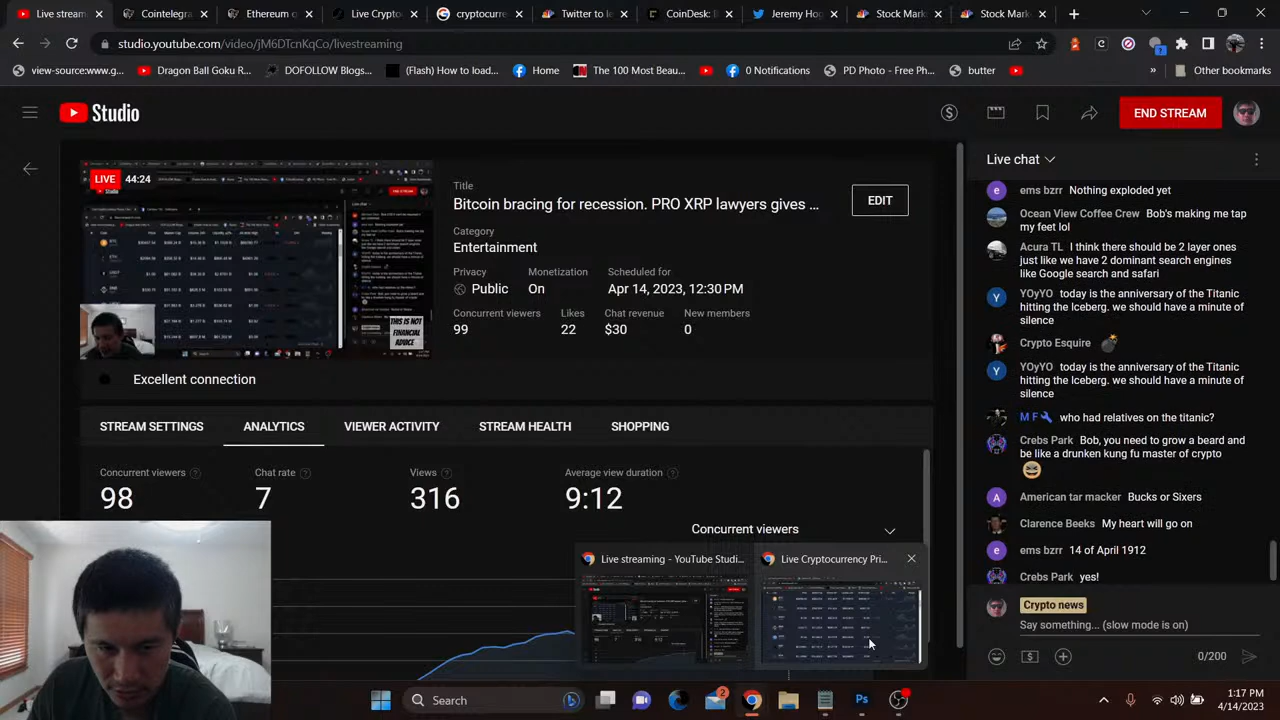 Live stream
Cointelegr
Ethereum o
Live Crypto
cryptocurre
Twitter to le
CoinDesk: B
Jeremy Hog
Stock Mark
Stock Mark
studio.youtube.com/video/jM6DTcnKqCo/livestreaming
view-source:www.g...
Dragon Ball Goku R...
DOFOLLOW Blogs...
(Flash) How to load...
Home
The 100 Most Beau...
0 Notifications
PD Photo - Free Ph...
butter
»
Other bookmarks
Studio
END STREAM
LIVE 44:24
Title
Bitcoin bracing for recession. PRO XRP lawyers gives ...
EDIT
Category
Entertainment
Privacy
Monetization
Scheduled for
Public
On
Apr 14, 2023, 12:30 PM
Concurrent viewers
Likes
Chat revenue
New members
99
22
$30
0
THIS IS NOT
FINANCIAL
ADVICE
Excellent connection
STREAM SETTINGS
ANALYTICS
VIEWER ACTIVITY
STREAM HEALTH
SHOPPING
Concurrent viewers
Chat rate
Views
Average view duration
98
7
316
9:12
Concurrent viewers
Live streaming - YouTube Studi...
Live Cryptocurrency Pri...
Live chat
ems bzrr Nothing exploded yet
my feet lol
Acura TL I think there should be 2 layer ones
just like we have 2 dominant search engines
like Google and safari
YOyYO today is the anniversary of the Titanic
hitting the Iceberg. we should have a minute of
silence
Crypto Esquire 💣
YOyYO today is the anniversary of the Titanic
hitting the Iceberg. we should have a minute of
silence
M F🔧 who had relatives on the titanic?
Crebs Park Bob, you need to grow a beard and
be like a drunken kung fu master of crypto
😆
American tar macker Bucks or Sixers
Clarence Beeks My heart will go on
ems bzrr 14 of April 1912
Crebs Park yea
Crypto news
Say something... (slow mode is on)
0/200
Search
2
1:17 PM
4/14/2023